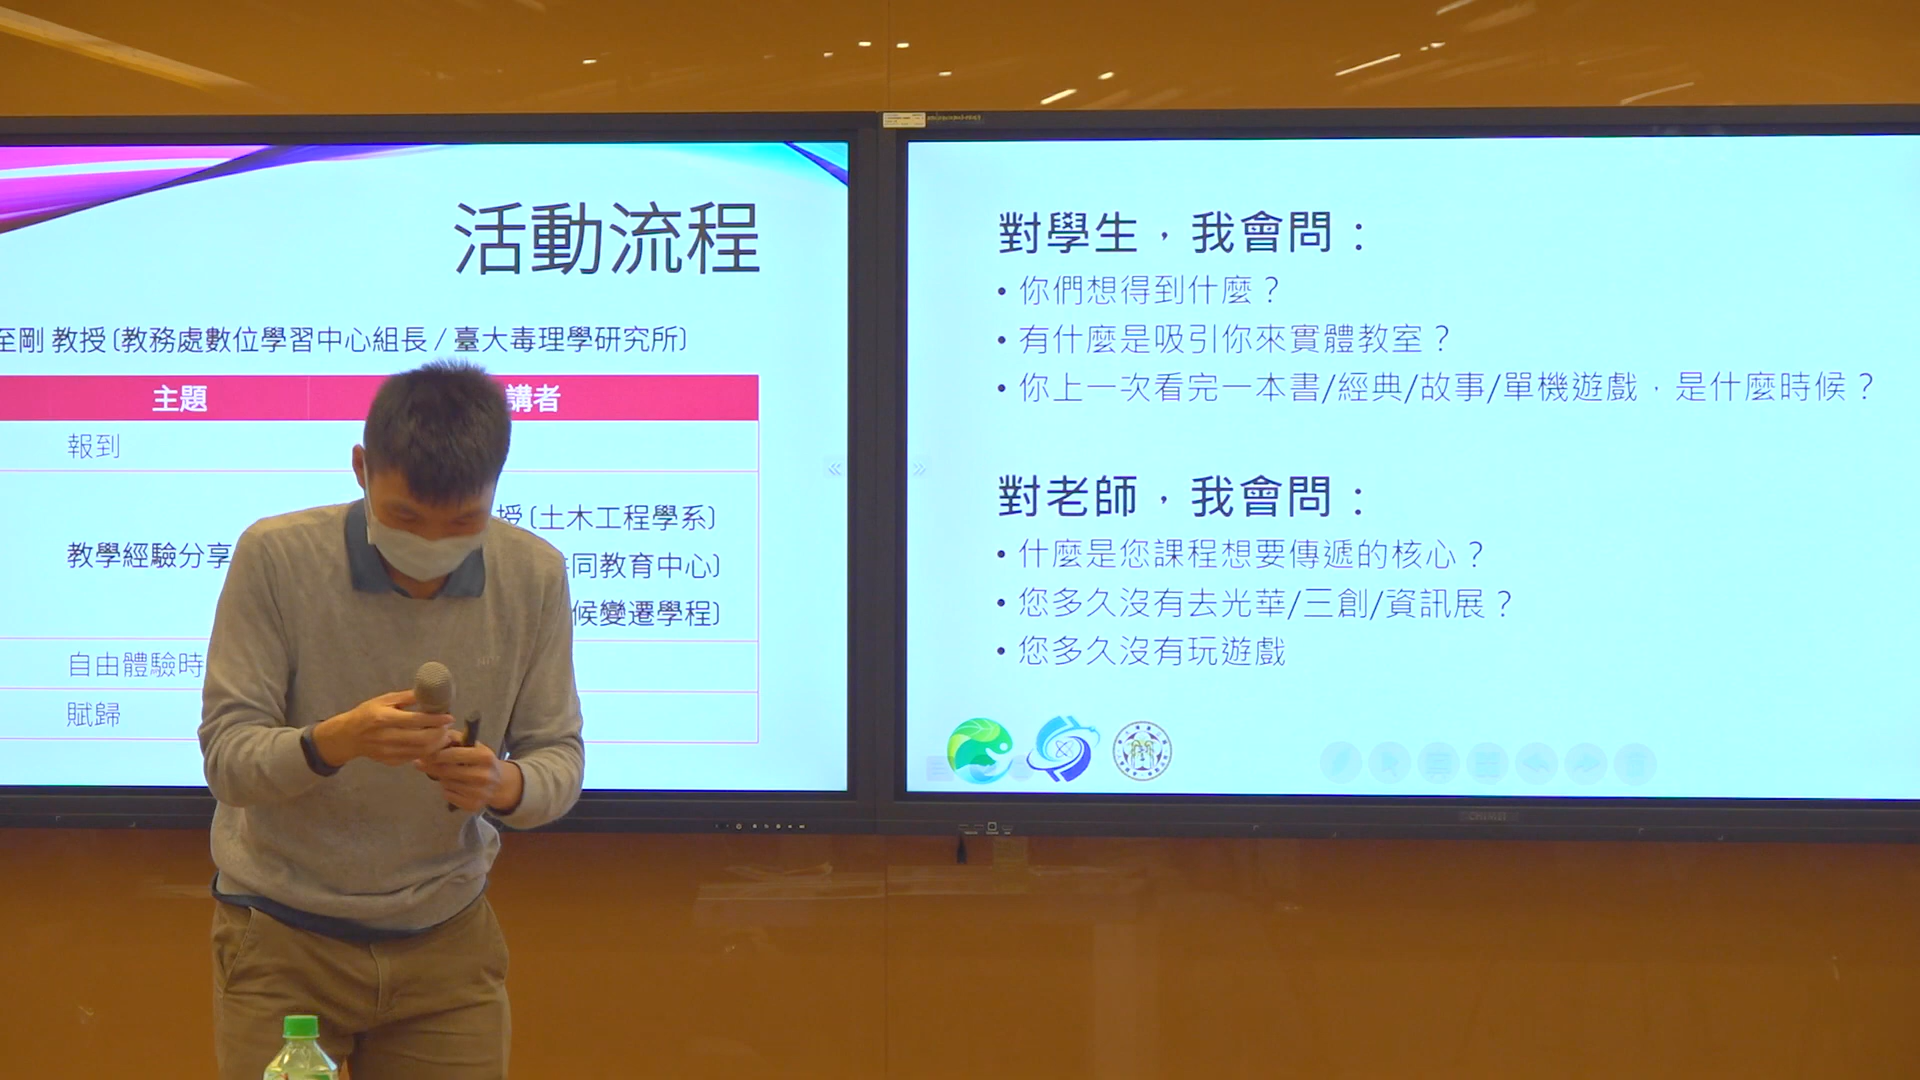 活動流程
至剛 教授〔教務處數位學習中心組長 / 臺大毒理學研究所〕
主題
講者
報到
教學經驗分享
授〔土木工程學系〕
同教育中心〕
候變遷學程〕
自由體驗時
賦歸
對學生，我會問：
• 你們想得到什麼？
• 有什麼是吸引你來實體教室？
• 你上一次看完一本書/經典/故事/單機遊戲，是什麼時候？
對老師，我會問：
• 什麼是您課程想要傳遞的核心？
• 您多久沒有去光華/三創/資訊展？
• 您多久沒有玩遊戲